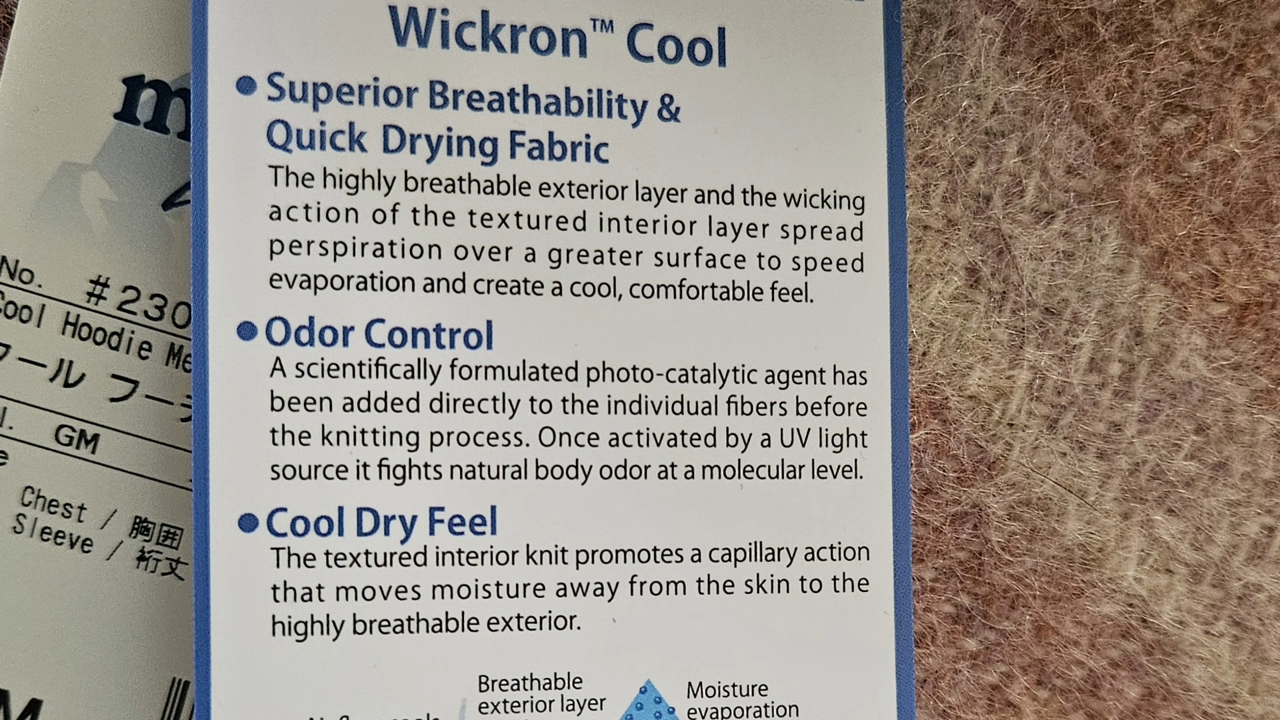 Wickron™ Cool
● Superior Breathability &
Quick Drying Fabric
The highly breathable exterior layer and the wicking
action of the textured interior layer spread
perspiration over a greater surface to speed
evaporation and create a cool, comfortable feel.
● Odor Control
A scientifically formulated photo-catalytic agent has
been added directly to the individual fibers before
the knitting process. Once activated by a UV light
source it fights natural body odor at a molecular level.
● Cool Dry Feel
The textured interior knit promotes a capillary action
that moves moisture away from the skin to the
highly breathable exterior.
Breathable
exterior layer
Moisture
evaporation
m
No. #230
Cool Hoodie Me
クール フー
GM
Chest / 胸囲
Sleeve / 裄丈
M